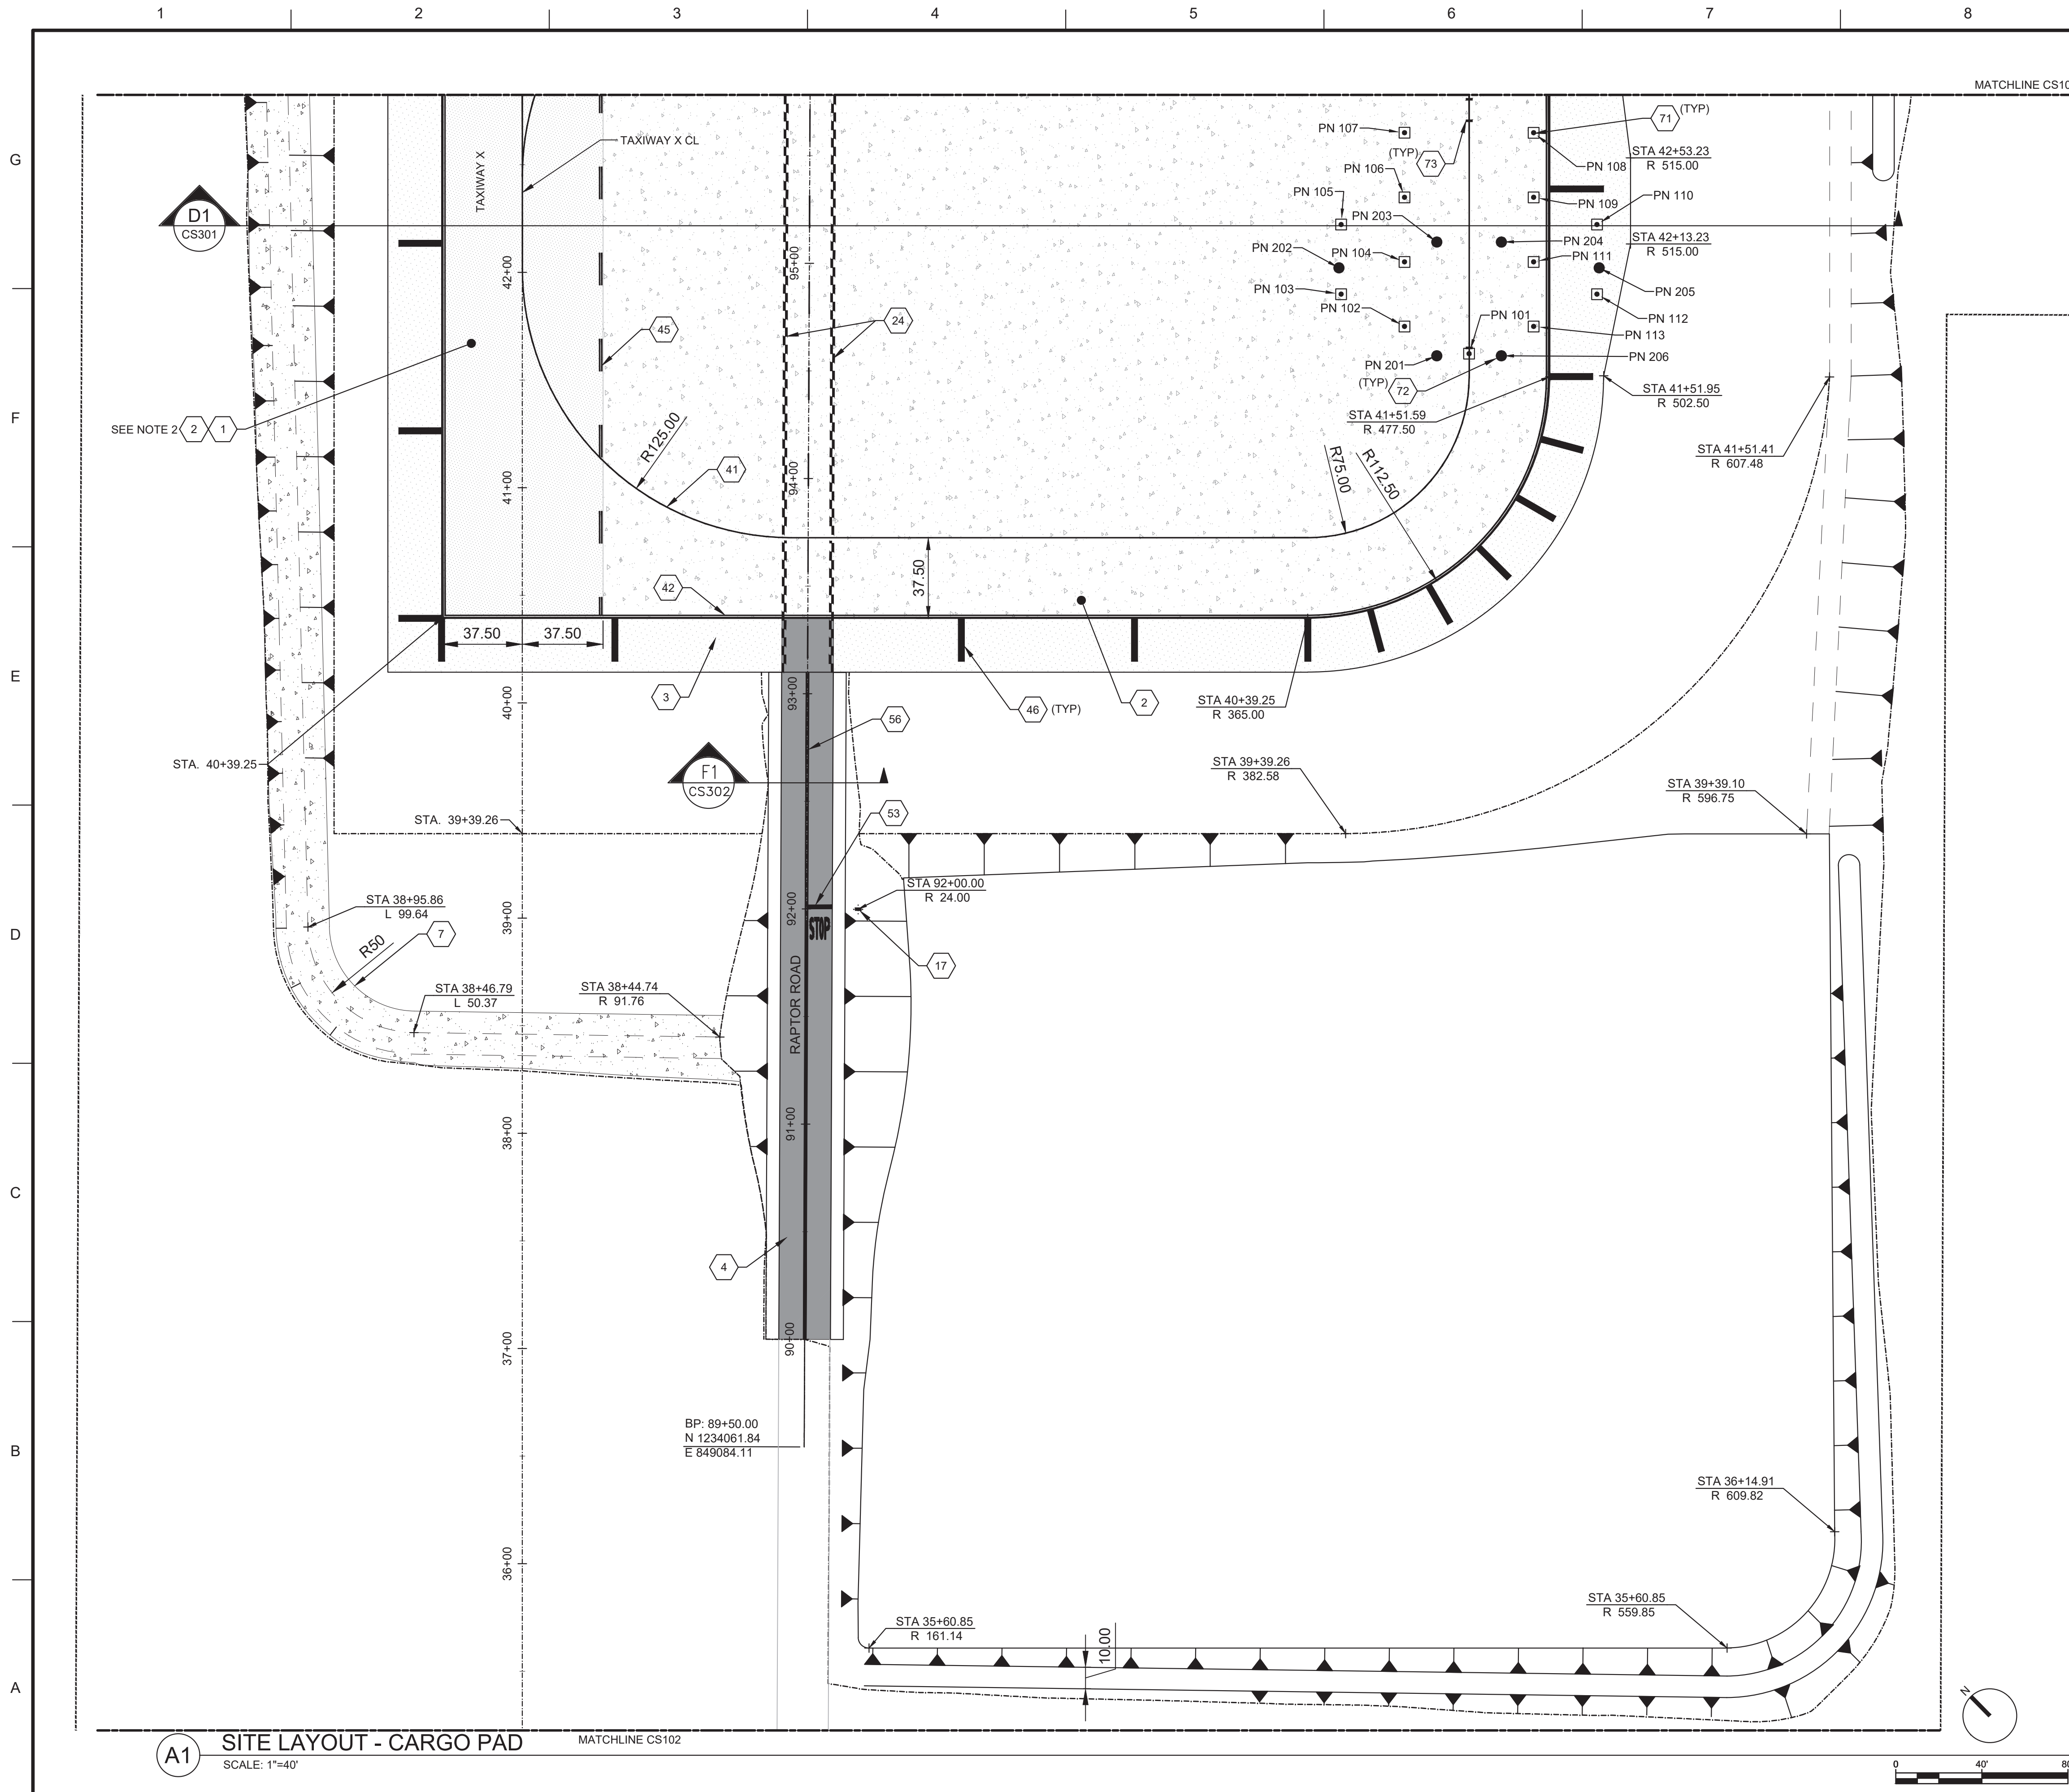 1
2
3
4
5
6
7
8
G
F
E
D
C
B
A
MATCHLINE CS10
TAXIWAY X
TAXIWAY X CL
D1
CS301
PN 107
(TYP)
73
PN 106
PN 105
PN 203
PN 202
PN 104
PN 103
PN 102
PN 101
PN 201
(TYP)
72
71
(TYP)
PN 108
STA 42+53.23
R 515.00
PN 109
PN 110
PN 204
STA 42+13.23
R 515.00
PN 111
PN 205
PN 112
PN 113
PN 206
STA 41+51.95
R 502.50
STA 41+51.59
R 477.50
STA 41+51.41
R 607.48
42+00
95+00
45
24
SEE NOTE 2
2
1
R125.00
41
41+00
94+00
R75.00
R112.50
42
37.50
37.50
37.50
3
46
(TYP)
2
STA 40+39.25
R 365.00
40+00
93+00
56
STA. 40+39.25
F1
CS302
STA 39+39.26
R 382.58
STA 39+39.10
R 596.75
STA. 39+39.26
53
STA 92+00.00
R 24.00
92+00
STOP
17
39+00
STA 38+95.86
L 99.64
R50
7
STA 38+46.79
L 50.37
STA 38+44.74
R 91.76
RAPTOR ROAD
91+00
38+00
4
90+00
37+00
BP: 89+50.00
N 1234061.84
E 849084.11
36+00
STA 36+14.91
R 609.82
STA 35+60.85
R 161.14
10.00
STA 35+60.85
R 559.85
N
A1
SITE LAYOUT - CARGO PAD
MATCHLINE CS102
SCALE: 1"=40'
0
40'
80